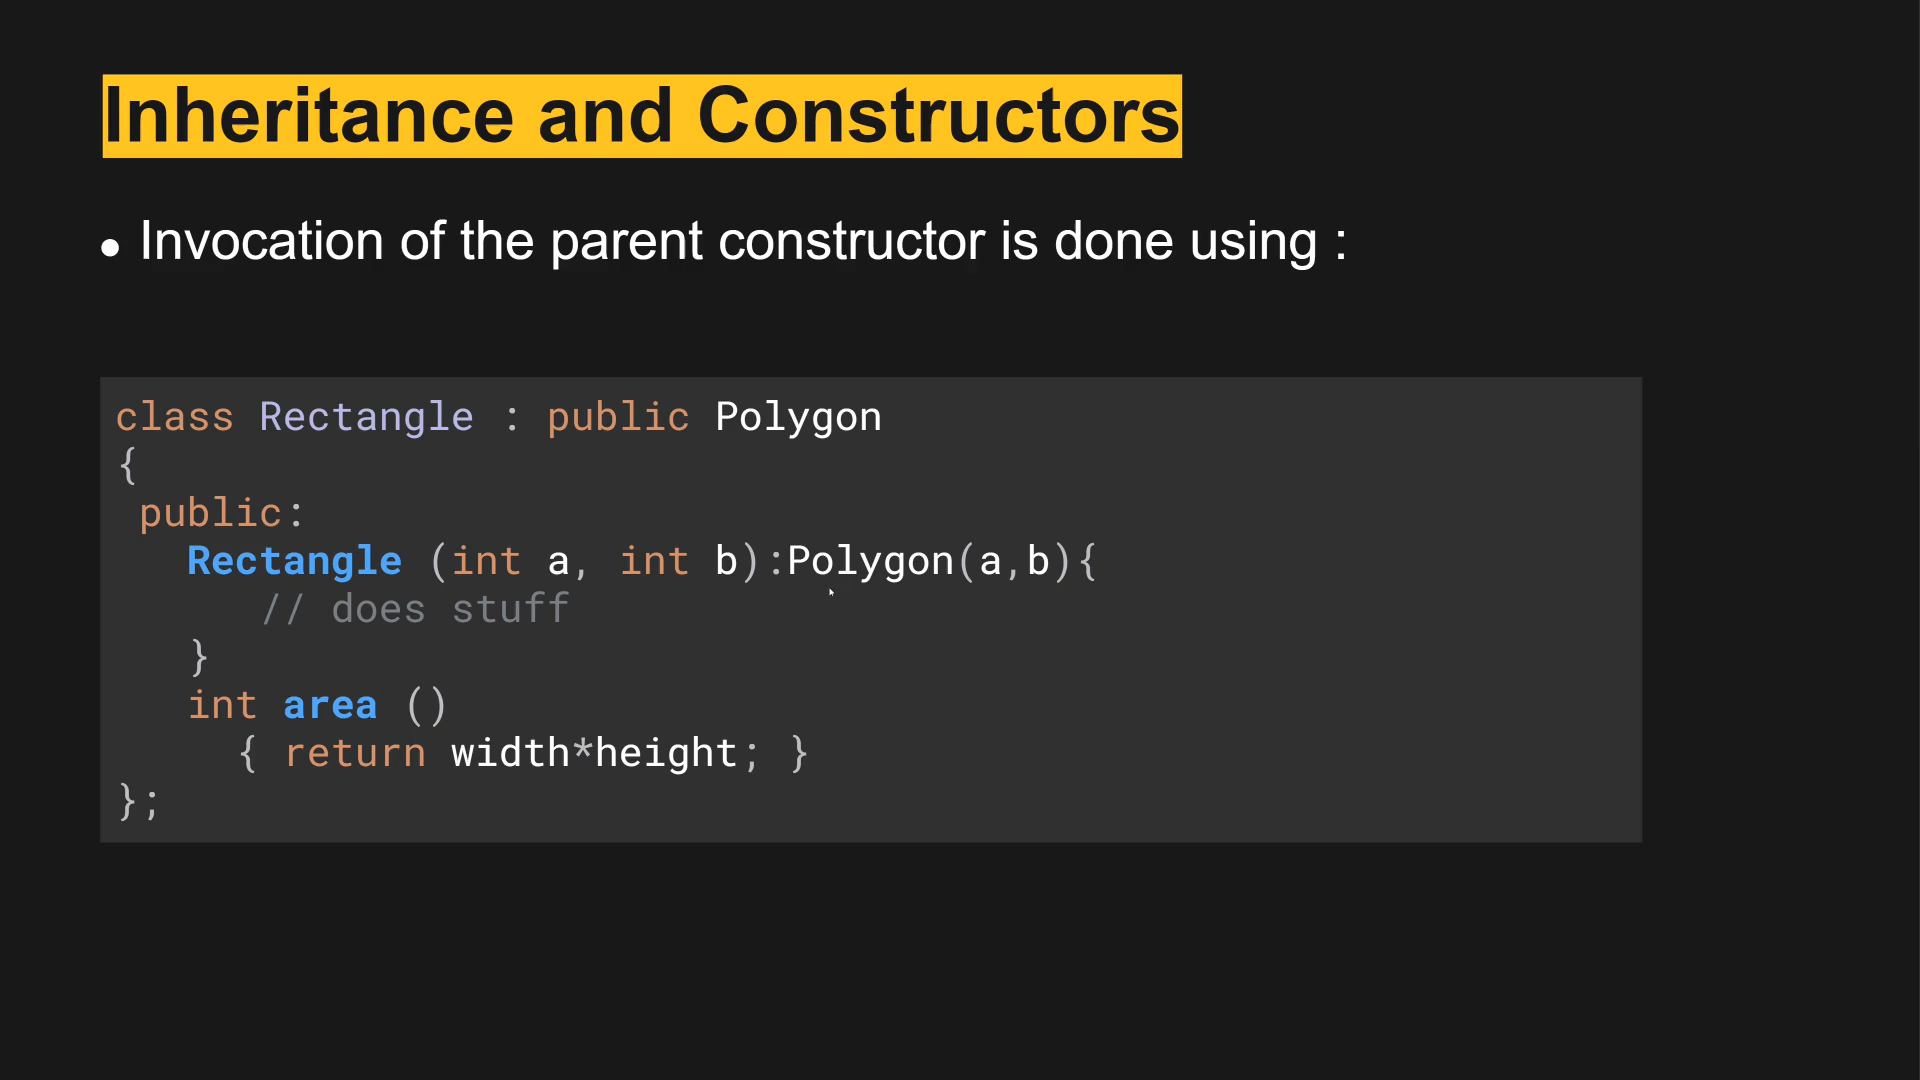 Inheritance and Constructors
● Invocation of the parent constructor is done using :
class Rectangle : public Polygon
{
 public:
   Rectangle (int a, int b):Polygon(a,b){
      // does stuff
   }
   int area ()
     { return width*height; }
};